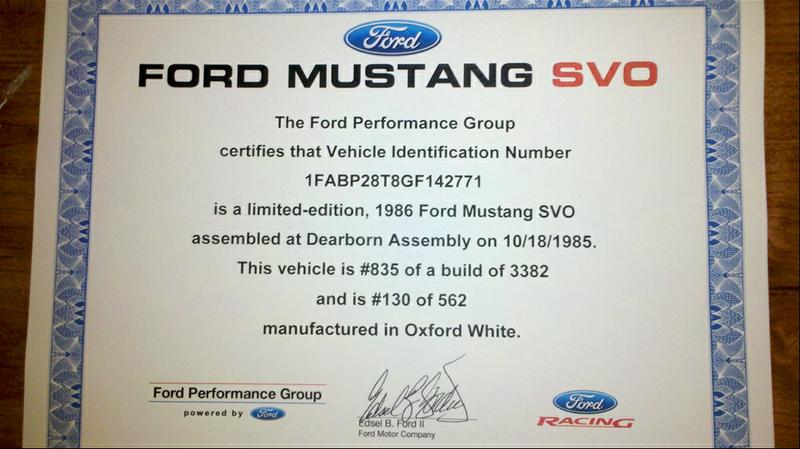 Ford
FORD MUSTANG SVO
The Ford Performance Group
certifies that Vehicle Identification Number
1FABP28T8GF142771
is a limited-edition, 1986 Ford Mustang SVO
assembled at Dearborn Assembly on 10/18/1985.
This vehicle is #835 of a build of 3382
and is #130 of 562
manufactured in Oxford White.
Ford Performance Group
powered by Ford
Edsel B. Ford II
Edsel B. Ford II
Ford Motor Company
Ford
RACING